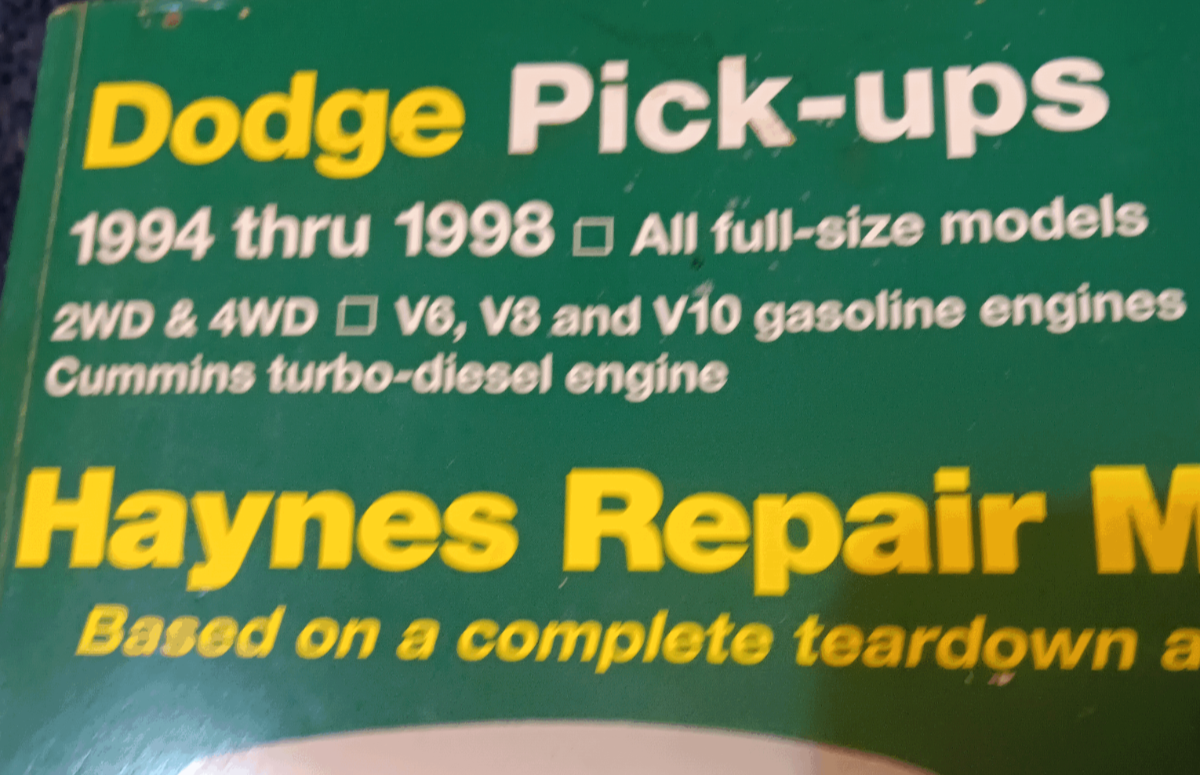 Dodge Pick-ups
1994 thru 1998 □ All full-size models
2WD & 4WD □ V6, V8 and V10 gasoline engines
Cummins turbo-diesel engine
Haynes Repair M
Based on a complete teardown a